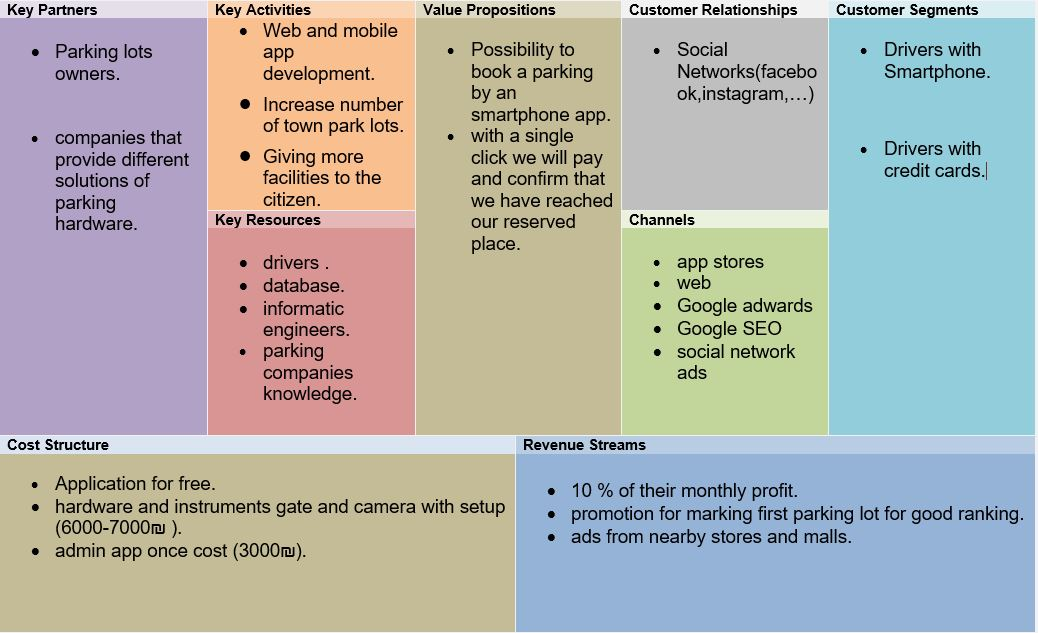 Key Partners
Parking lots
owners.
companies that
provide different
solutions of
parking
hardware.
Key Activities
Web and mobile
app
development.
Increase number
of town park lots.
Giving more
facilities to the
citizen.
Key Resources
drivers .
database.
informatic
engineers.
parking
companies
knowledge.
Value Propositions
Possibility to
book a parking
by an
smartphone app.
with a single
click we will pay
and confirm that
we have reached
our reserved
place.
Customer Relationships
Social
Networks(facebo
ok,instagram,…)
Channels
app stores
web
Google adwards
Google SEO
social network
ads
Customer Segments
Drivers with
Smartphone.
Drivers with
credit cards.
Cost Structure
Application for free.
hardware and instruments gate and camera with setup
(6000-7000₪ ).
admin app once cost (3000₪).
Revenue Streams
10 % of their monthly profit.
promotion for marking first parking lot for good ranking.
ads from nearby stores and malls.